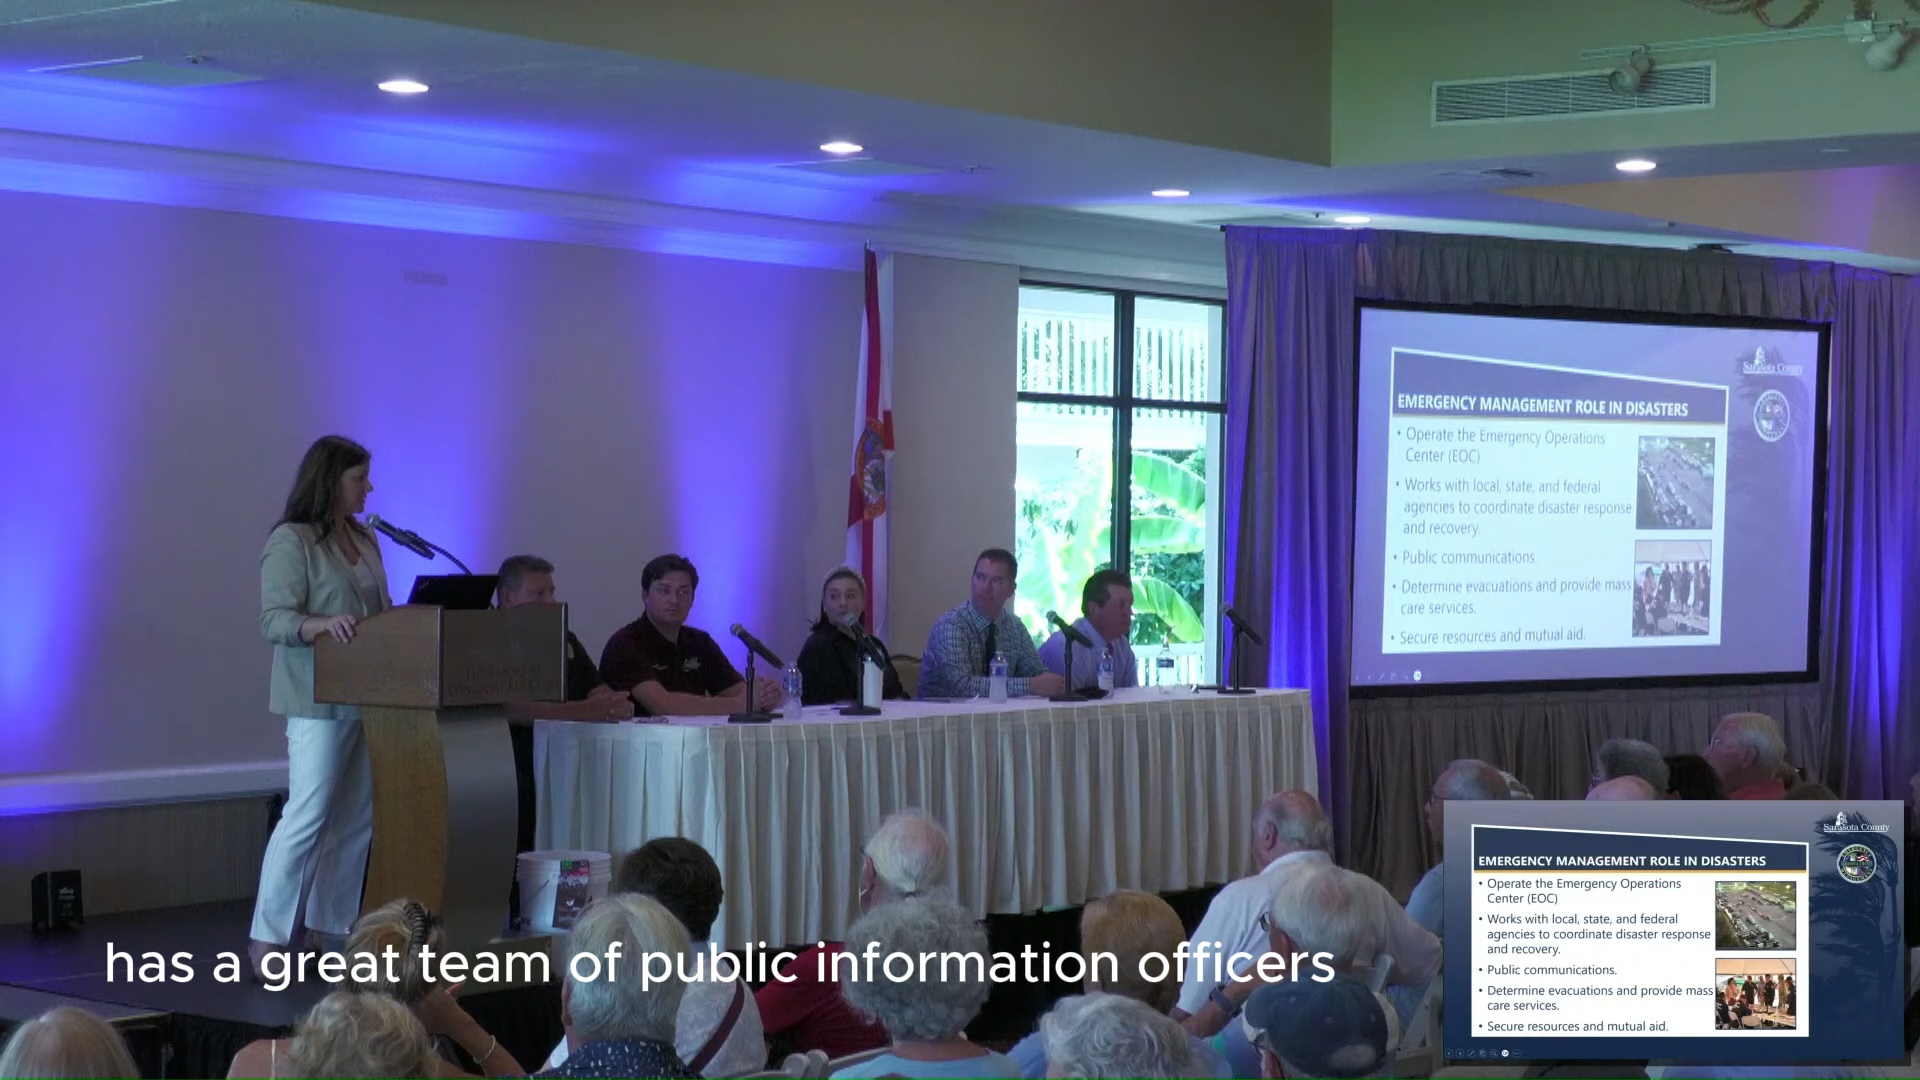 Sarasota County
EMERGENCY MANAGEMENT ROLE IN DISASTERS
• Operate the Emergency Operations
Center (EOC)
• Works with local, state, and federal
agencies to coordinate disaster response
and recovery.
• Public communications.
• Determine evacuations and provide mass
care services.
• Secure resources and mutual aid.
Sarasota County
EMERGENCY MANAGEMENT ROLE IN DISASTERS
• Operate the Emergency Operations
Center (EOC)
• Works with local, state, and federal
agencies to coordinate disaster response
and recovery.
• Public communications.
• Determine evacuations and provide mass
care services.
• Secure resources and mutual aid.
has a great team of public information officers